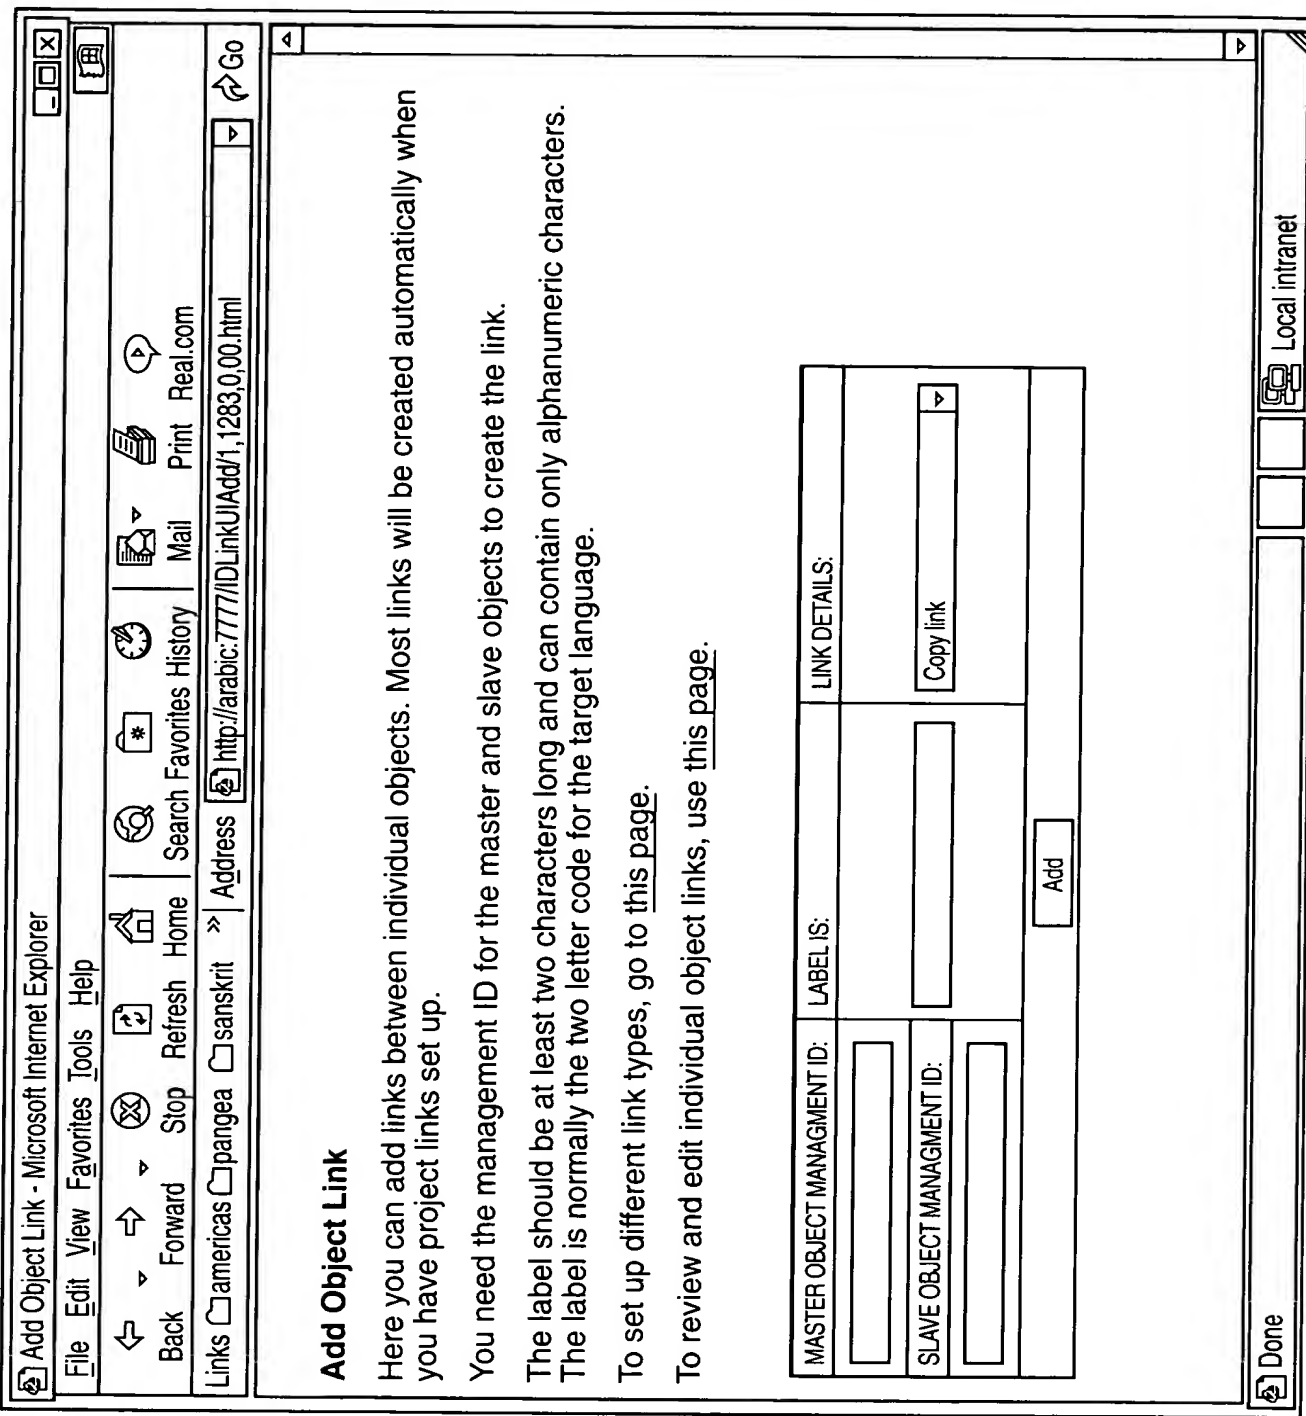 Add Object Link - Microsoft Internet Explorer
File Edit View Favorites Tools Help
Back Forward Stop Refresh Home Search Favorites History Mail Print Real.com
Links americas pangea sanskrit » Address http://arabic:7777/IDLinkUIAdd/1,1283,0,00.html Go
Add Object Link
Here you can add links between individual objects. Most links will be created automatically when
you have project links set up.
You need the management ID for the master and slave objects to create the link.
The label should be at least two characters long and can contain only alphanumeric characters.
The label is normally the two letter code for the target language.
To set up different link types, go to this page.
To review and edit individual object links, use this page.
MASTER OBJECT MANAGMENT ID: LABEL IS: LINK DETAILS:
Copy link
SLAVE OBJECT MANAGMENT ID:
Add
Done Local intranet